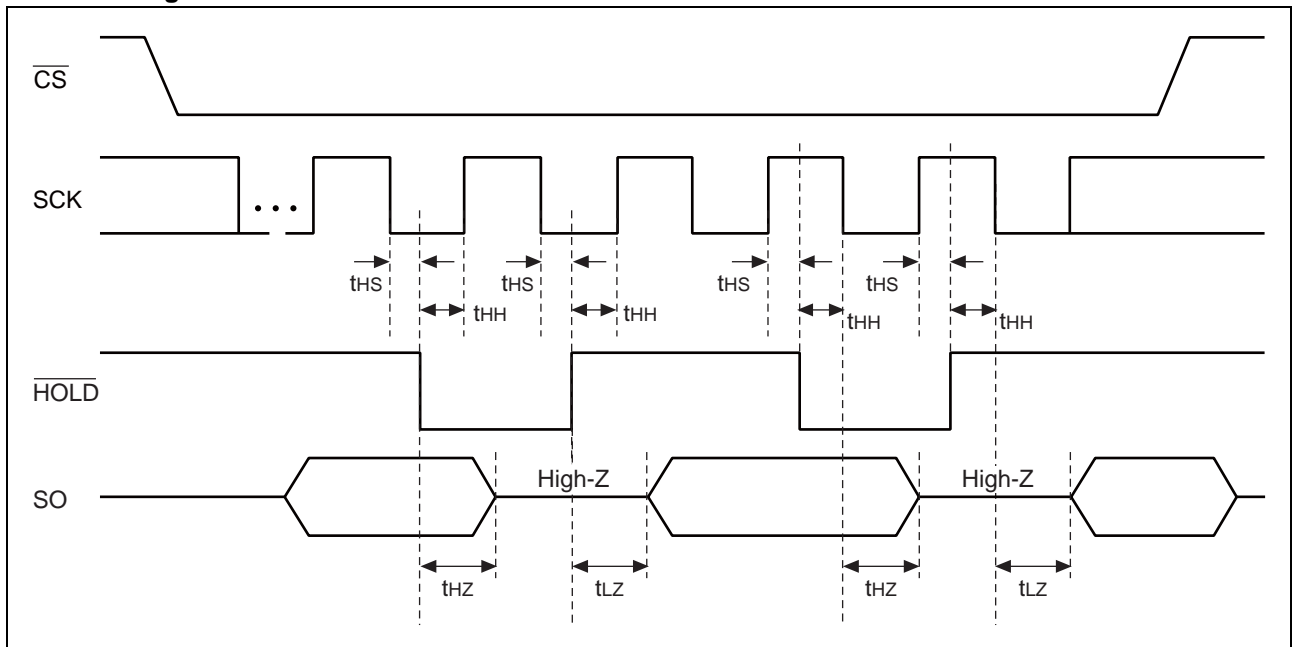 CS
SCK
...
tHS tHS tHS tHS
tHH tHH tHH tHH
HOLD
High-Z High-Z
SO
tHZ tLZ tHZ tLZ